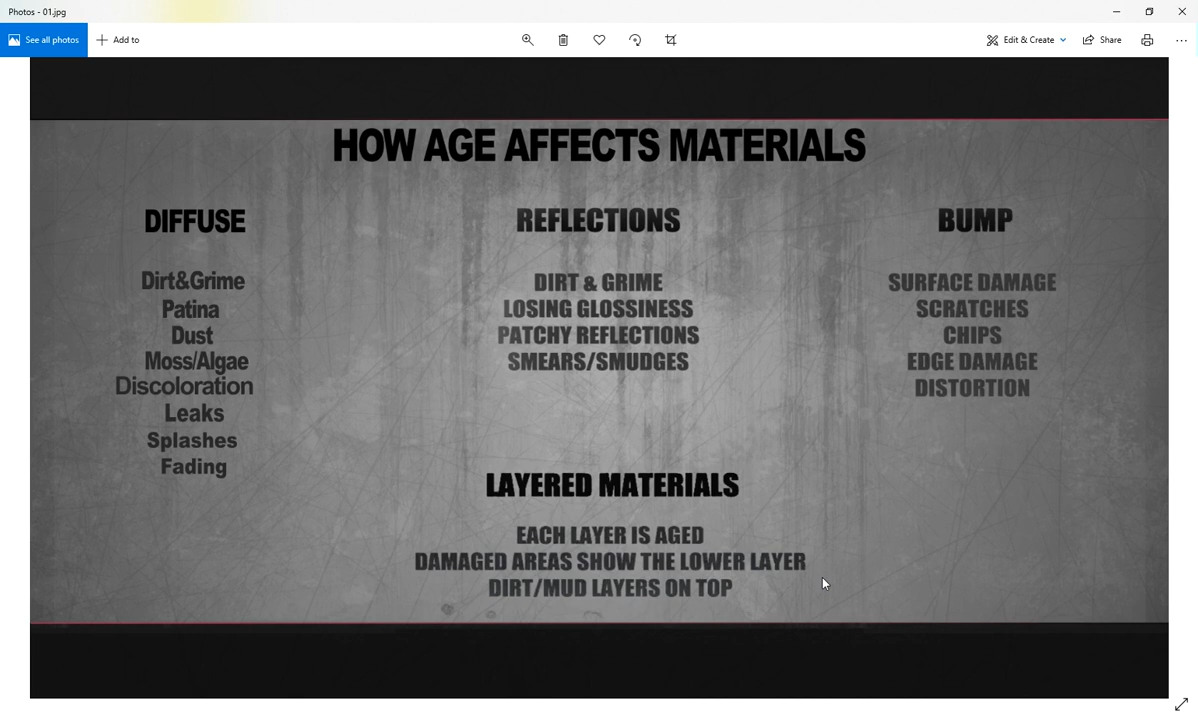 Photos - 01.jpg
See all photos
Add to
Edit & Create
Share
HOW AGE AFFECTS MATERIALS
DIFFUSE
Dirt&Grime
Patina
Dust
Moss/Algae
Discoloration
Leaks
Splashes
Fading
REFLECTIONS
DIRT & GRIME
LOSING GLOSSINESS
PATCHY REFLECTIONS
SMEARS/SMUDGES
BUMP
SURFACE DAMAGE
SCRATCHES
CHIPS
EDGE DAMAGE
DISTORTION
LAYERED MATERIALS
EACH LAYER IS AGED
DAMAGED AREAS SHOW THE LOWER LAYER
DIRT/MUD LAYERS ON TOP